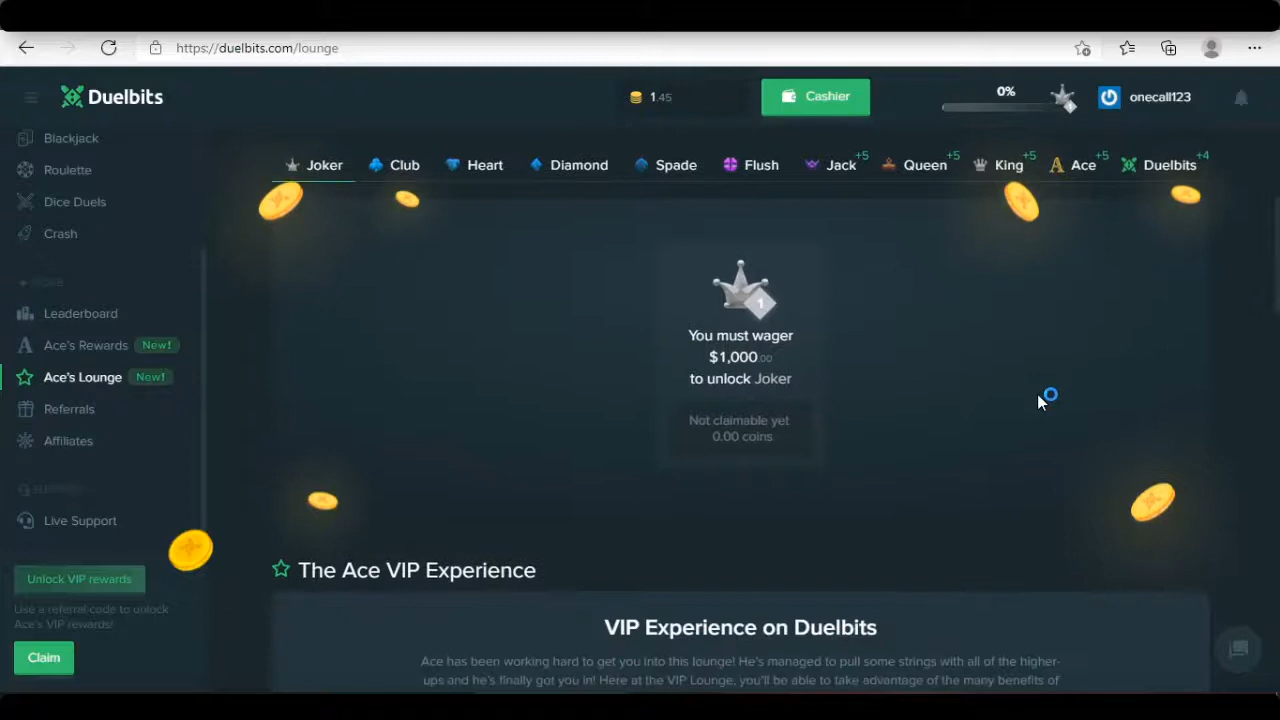 https://duelbits.com/lounge
Duelbits
1.45
Cashier
0%
onecall123
Blackjack
Roulette
Dice Duels
Crash
Leaderboard
Ace's Rewards New!
Ace's Lounge New!
Referrals
Affiliates
Live Support
Unlock VIP rewards
Use a referral code to unlock
Ace's VIP rewards!
Claim
Joker Club Heart Diamond Spade Flush Jack +5 Queen +5 King +5 Ace +5 Duelbits +4
1
You must wager
$1,000.00
to unlock Joker
Not claimable yet
0.00 coins
The Ace VIP Experience
VIP Experience on Duelbits
Ace has been working hard to get you into this lounge! He's managed to pull some strings with all of the higher-
ups and he's finally got you in! Here at the VIP Lounge, you'll be able to take advantage of the many benefits of